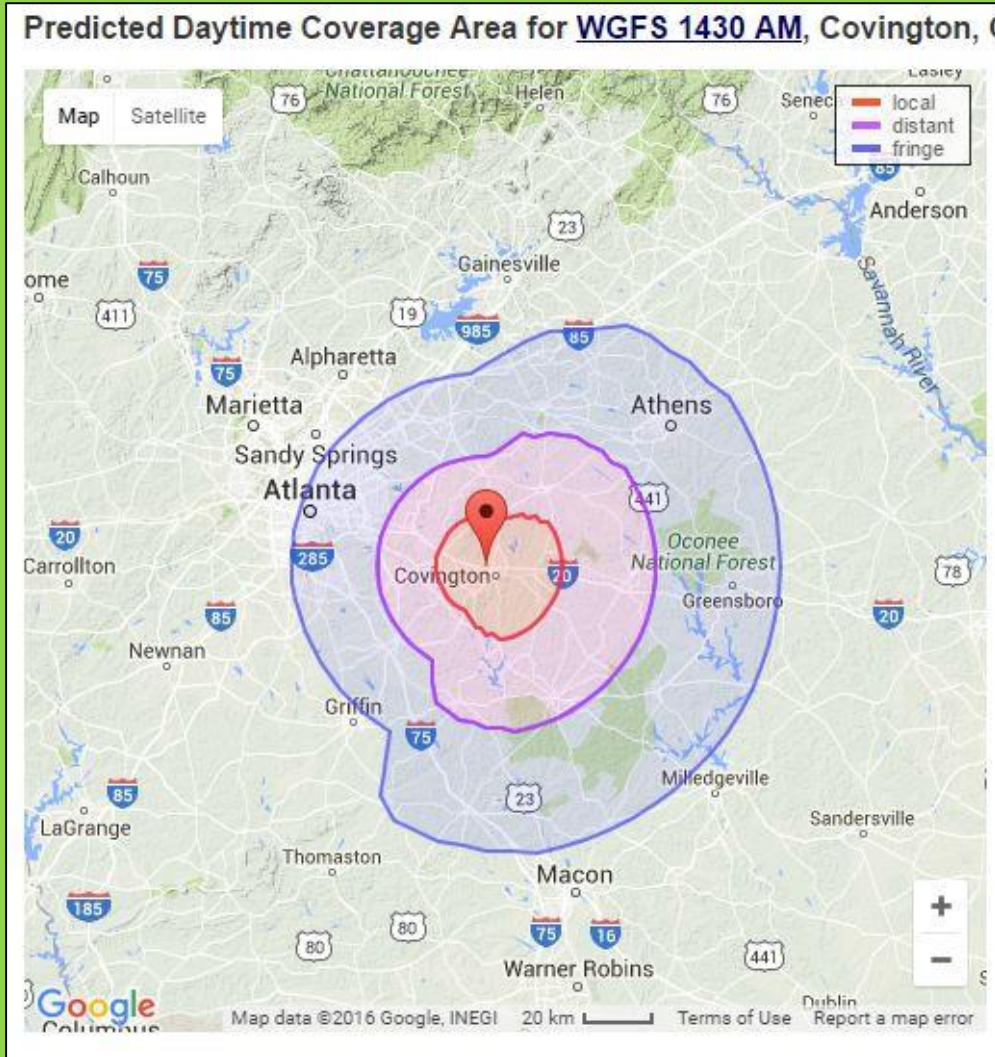 Predicted Daytime Coverage Area for WGFS 1430 AM, Covington,
Chattahoochee
National Forest
76
Helen
76
Senec
Easley
Map Satellite
local
distant
fringe
85
Calhoun
Anderson
23
Gainesville
75
ome
411
19
985
85
Savannah River
Alpharetta
75
Marietta
Athens
Sandy Springs
Atlanta
441
20
285
Oconee
National Forest
Carrollton
Covington
20
78
Greensboro
85
20
Newnan
Griffin
75
Milledgeville
85
23
LaGrange
Sandersville
Thomaston
Macon
185
80
80
75
16
441
Warner Robins
Dublin
Google
Columbus
Map data ©2016 Google, INEGI 20 km Terms of Use Report a map error